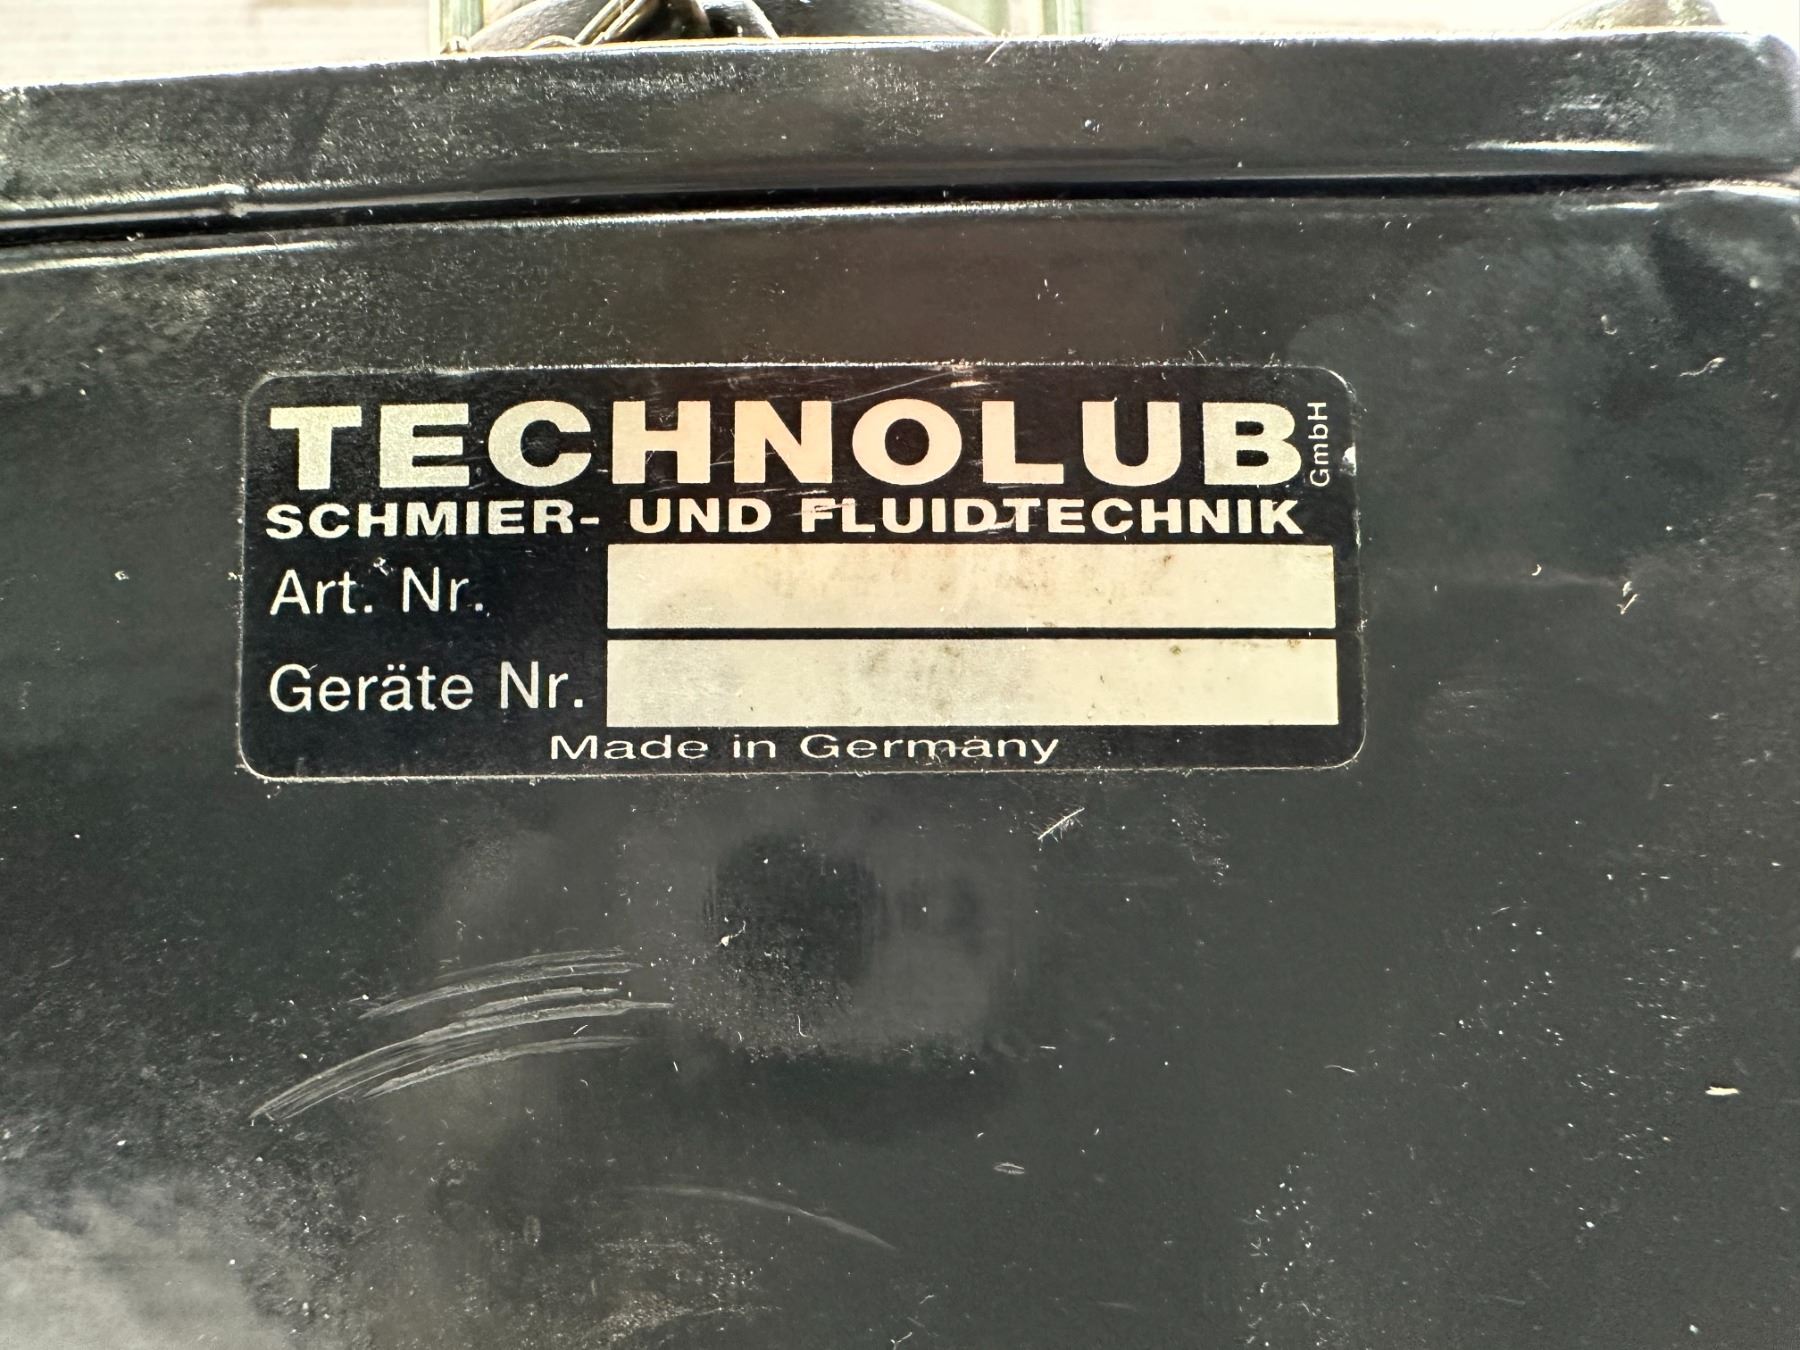 TECHNOLUB GmbH
SCHMIER- UND FLUIDTECHNIK
Art. Nr.
Geräte Nr.
Made in Germany